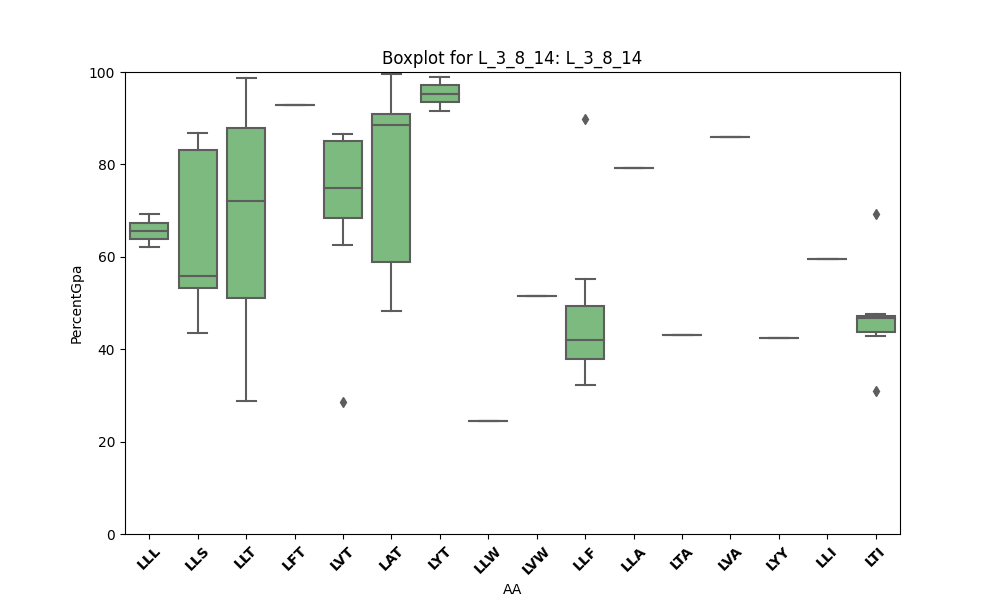 Boxplot for L_3_8_14: L_3_8_14
100
80
60
40
20
0
PercentGpa
LLL LLS LLT LFT LVT LAT LYT LLW LVW LLF LLA LTA LVA LYY LLI LTI
AA